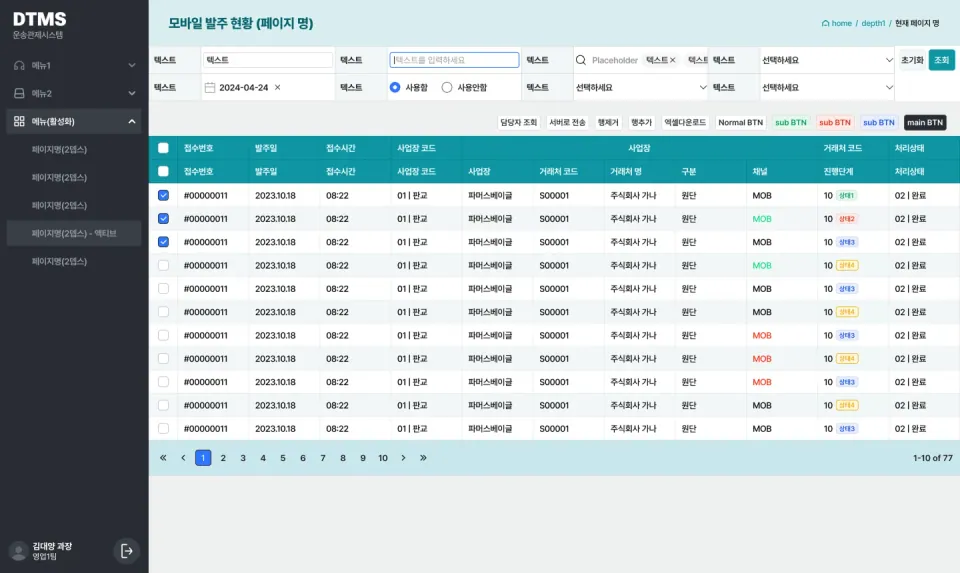 DTMS
운송관제시스템
메뉴1
메뉴2
메뉴(활성화)
페이지명(2뎁스)
페이지명(2뎁스)
페이지명(2뎁스)
페이지명(2뎁스) - 액티브
페이지명(2뎁스)
김대양 과장
영업1팀
모바일 발주 현황 (페이지 명)
home / depth1 / 현재 페이지 명
텍스트 텍스트 텍스트 텍스트를 입력하세요 텍스트 Placeholder 텍스트 × 텍스트 텍스트 선택하세요 초기화 조회
텍스트 2024-04-24 × 텍스트 사용함 사용안함 텍스트 선택하세요 텍스트 선택하세요
담당자 조회 서버로 전송 행제거 행추가 엑셀다운로드 Normal BTN sub BTN sub BTN sub BTN main BTN
접수번호 발주일 접수시간 사업장 코드 사업장 거래처 코드 처리상태
접수번호 발주일 접수시간 사업장 코드 사업장 거래처 코드 거래처 명 구분 채널 진행단계 처리상태
#00000011 2023.10.18 08:22 01 | 판교 파머스베이글 S00001 주식회사 가나 원단 MOB 10 상태1 02 | 완료
#00000011 2023.10.18 08:22 01 | 판교 파머스베이글 S00001 주식회사 가나 원단 MOB 10 상태2 02 | 완료
#00000011 2023.10.18 08:22 01 | 판교 파머스베이글 S00001 주식회사 가나 원단 MOB 10 상태3 02 | 완료
#00000011 2023.10.18 08:22 01 | 판교 파머스베이글 S00001 주식회사 가나 원단 MOB 10 상태4 02 | 완료
#00000011 2023.10.18 08:22 01 | 판교 파머스베이글 S00001 주식회사 가나 원단 MOB 10 상태3 02 | 완료
#00000011 2023.10.18 08:22 01 | 판교 파머스베이글 S00001 주식회사 가나 원단 MOB 10 상태4 02 | 완료
#00000011 2023.10.18 08:22 01 | 판교 파머스베이글 S00001 주식회사 가나 원단 MOB 10 상태3 02 | 완료
#00000011 2023.10.18 08:22 01 | 판교 파머스베이글 S00001 주식회사 가나 원단 MOB 10 상태4 02 | 완료
#00000011 2023.10.18 08:22 01 | 판교 파머스베이글 S00001 주식회사 가나 원단 MOB 10 상태3 02 | 완료
#00000011 2023.10.18 08:22 01 | 판교 파머스베이글 S00001 주식회사 가나 원단 MOB 10 상태4 02 | 완료
#00000011 2023.10.18 08:22 01 | 판교 파머스베이글 S00001 주식회사 가나 원단 MOB 10 상태3 02 | 완료
« ‹ 1 2 3 4 5 6 7 8 9 10 › » 1-10 of 77